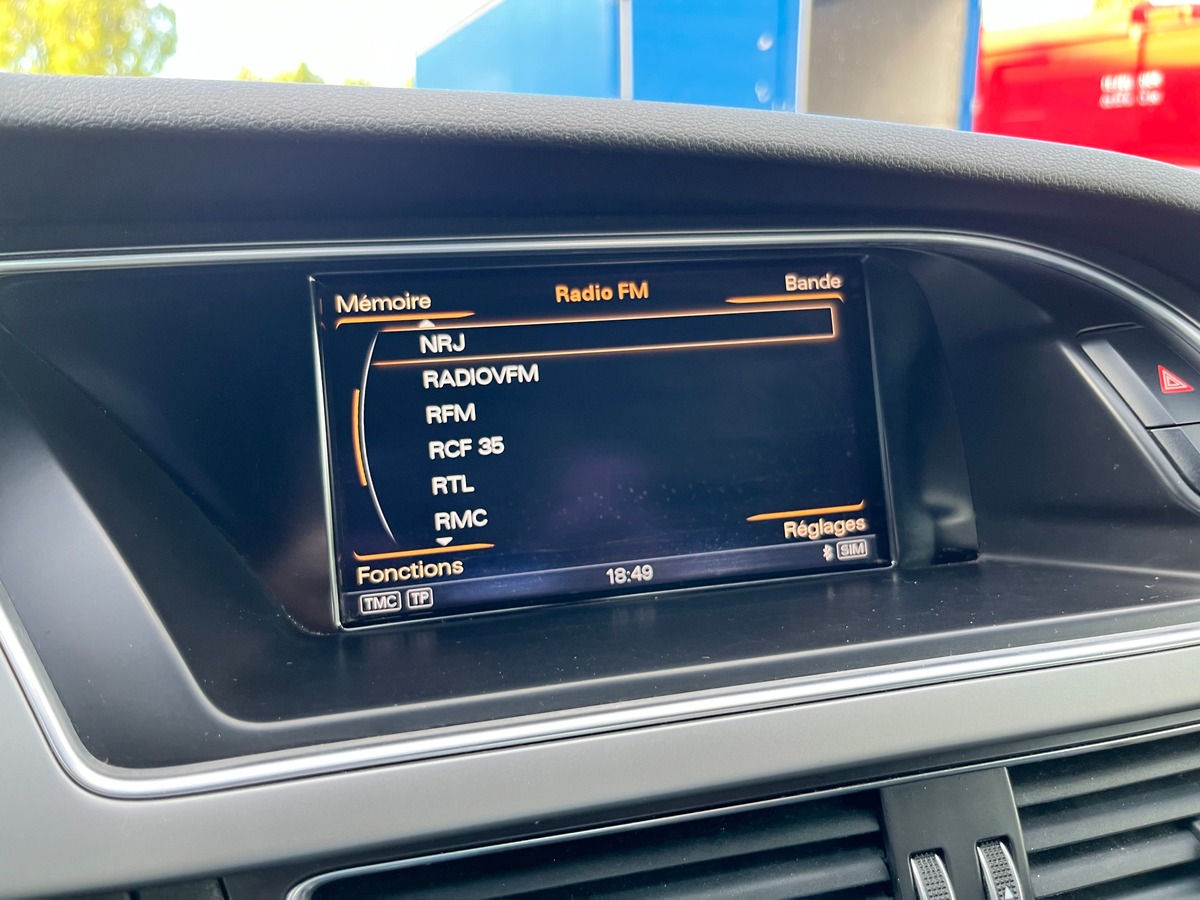 Mémoire
Radio FM
Bande
NRJ
RADIOVFM
RFM
RCF 35
RTL
RMC
Réglages
Fonctions
18:49
SIM
TMC TP